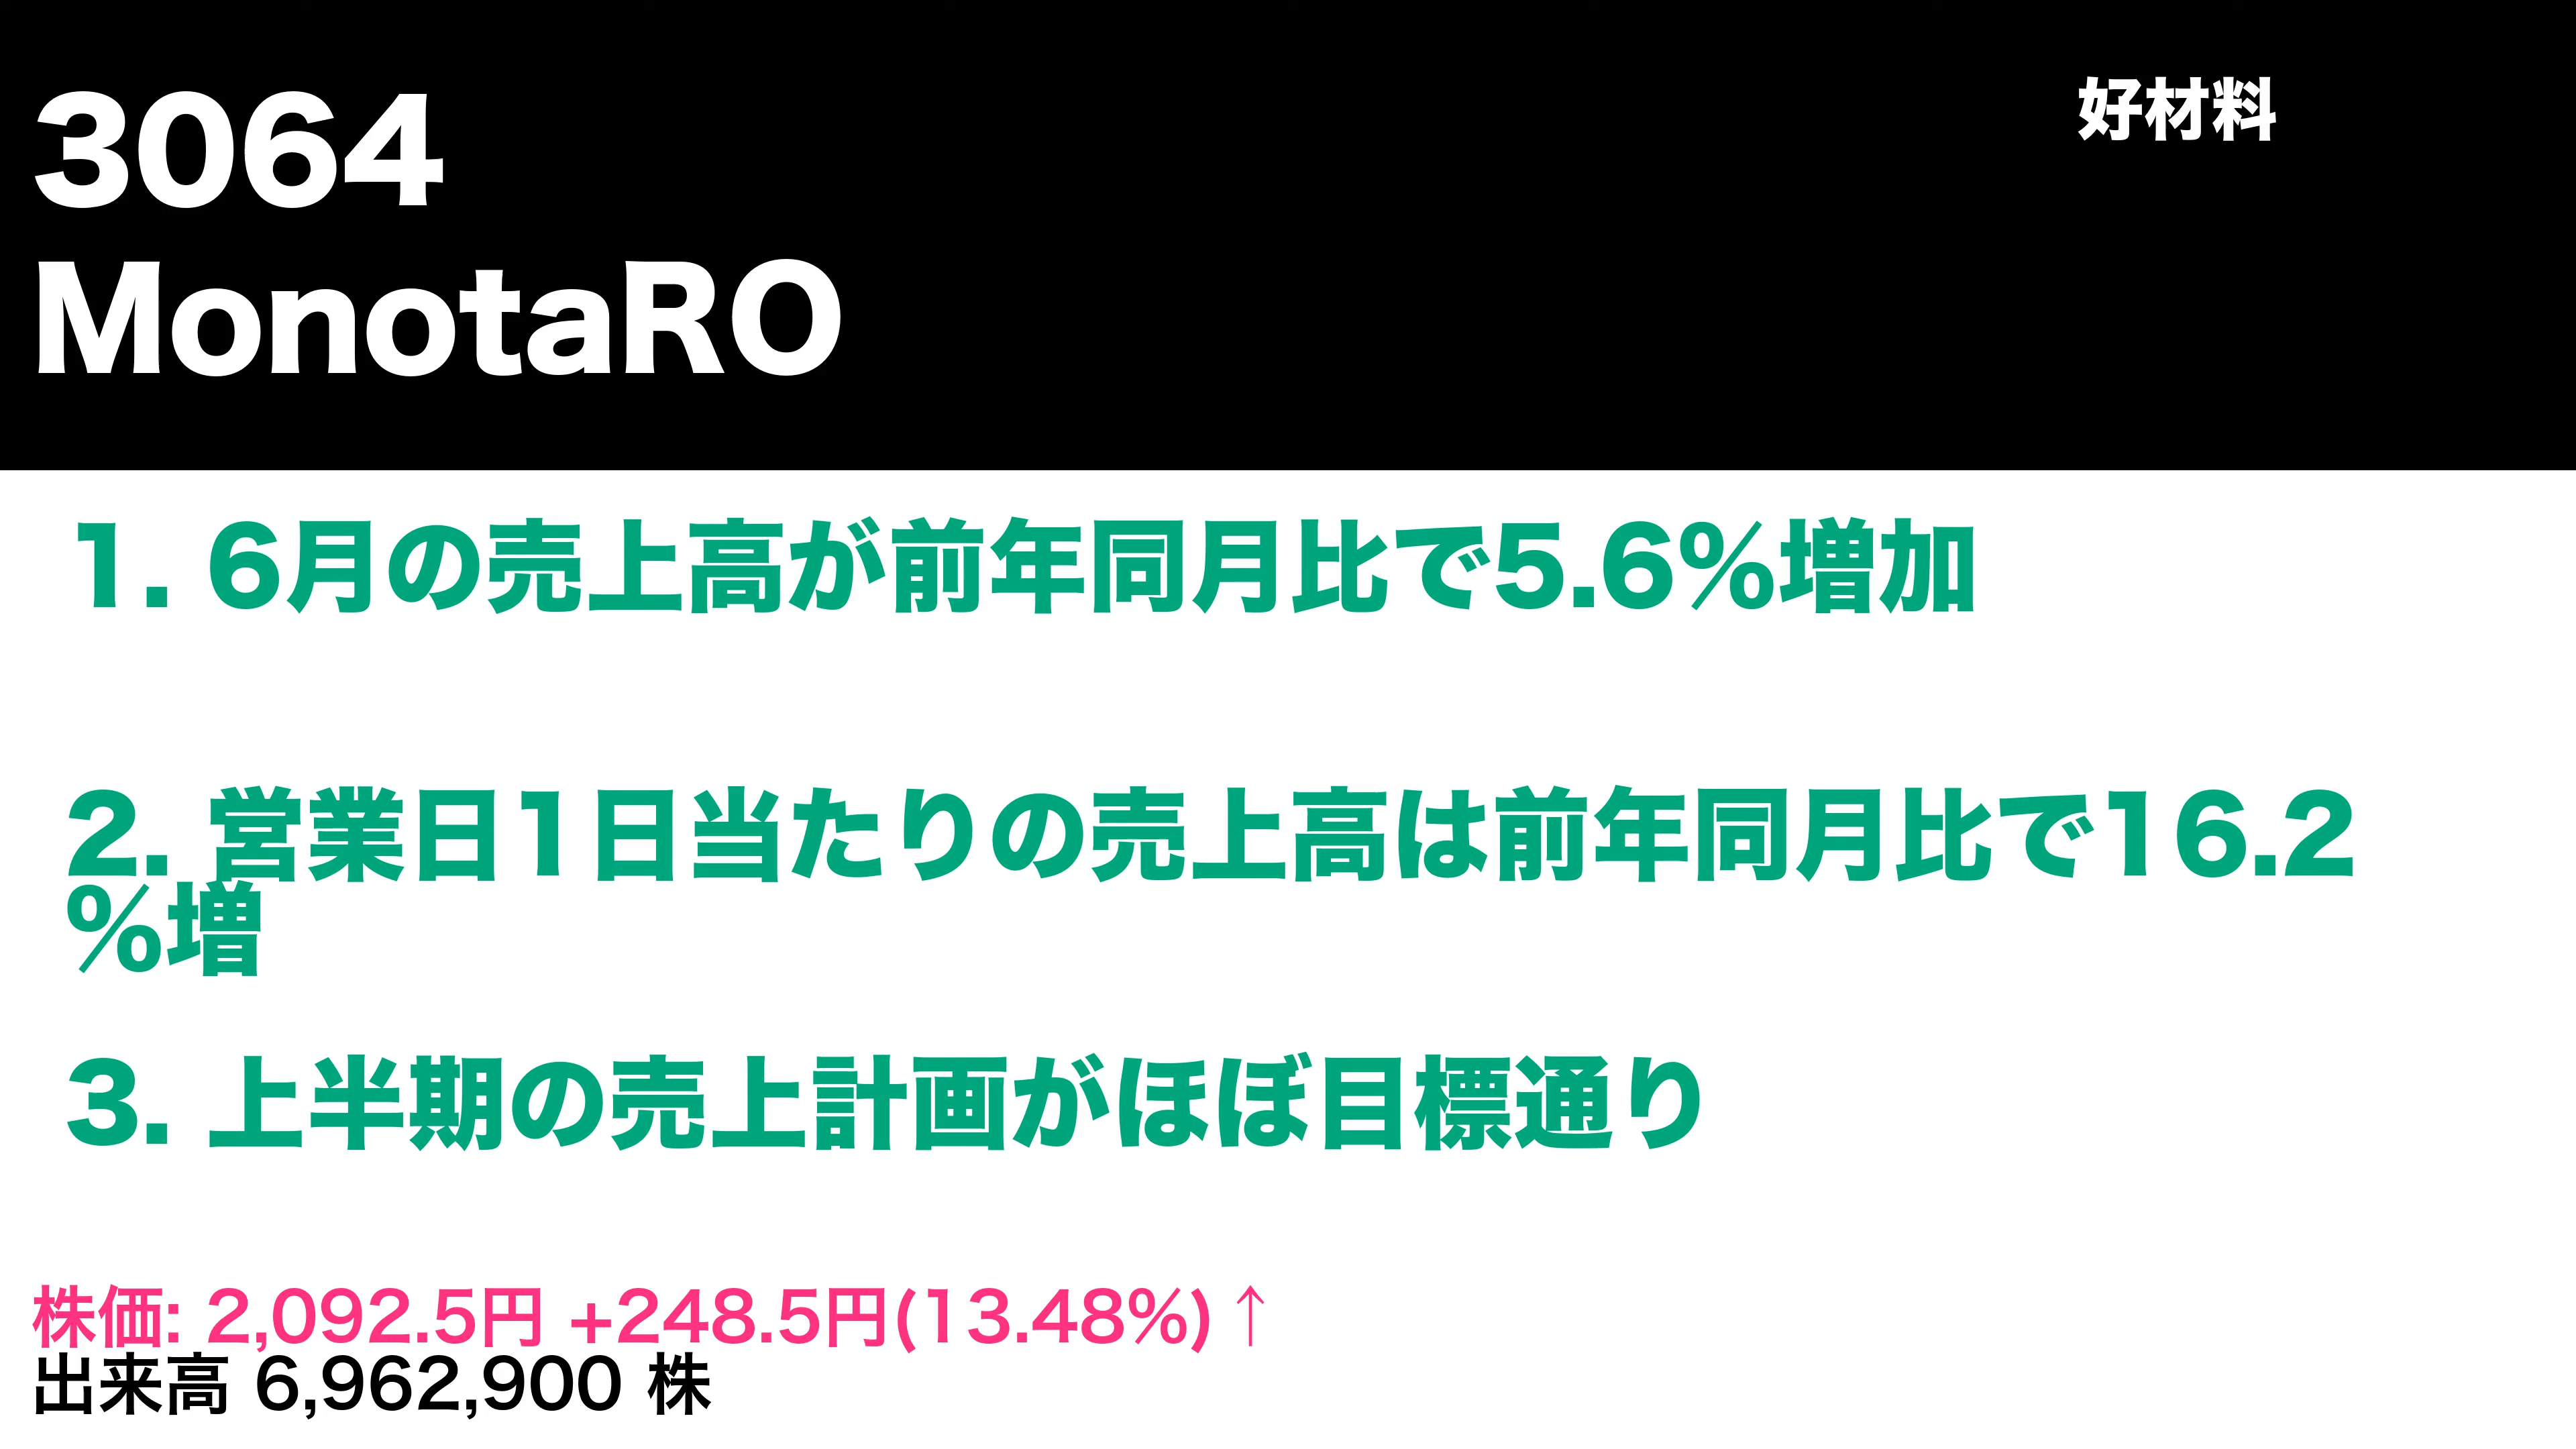 3064
好材料
MonotaRO
1. 6月の売上高が前年同月比で5.6%増加
2. 営業日1日当たりの売上高は前年同月比で16.2
%増
3. 上半期の売上計画がほぼ目標通り
株価: 2,092.5円 +248.5円(13.48%)↑
出来高 6,962,900 株